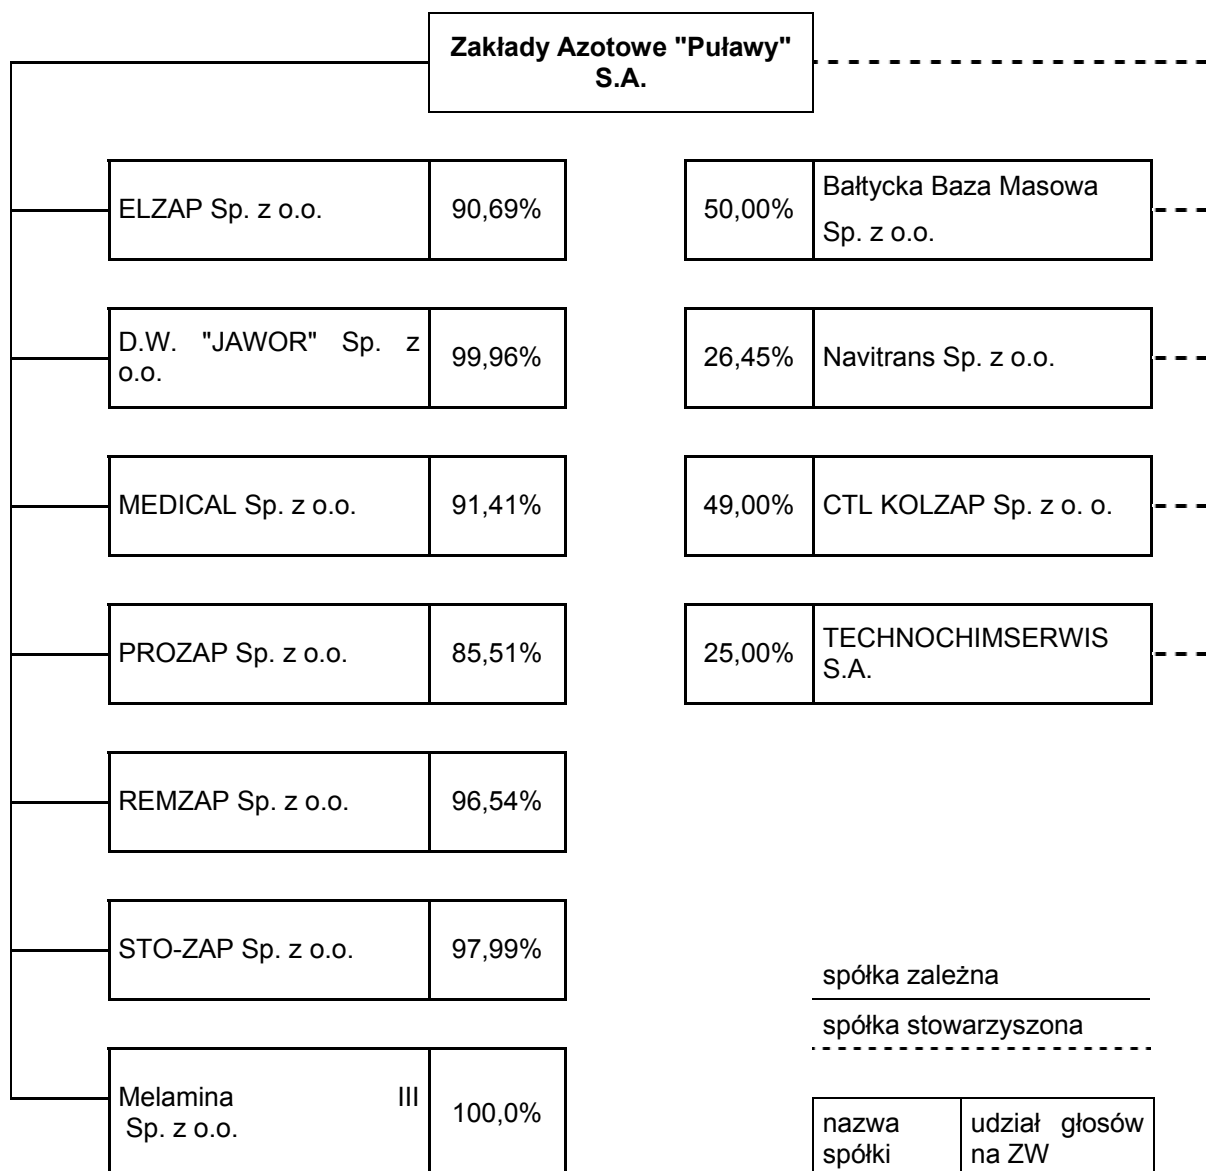 Zakłady Azotowe "Puławy"
S.A.
ELZAP Sp. z o.o.
90,69%
50,00%
Bałtycka Baza Masowa
Sp. z o.o.
D.W. "JAWOR" Sp. z
o.o.
99,96%
26,45%
Navitrans Sp. z o.o.
MEDICAL Sp. z o.o.
91,41%
49,00%
CTL KOLZAP Sp. z o. o.
PROZAP Sp. z o.o.
85,51%
25,00%
TECHNOCHIMSERWIS
S.A.
REMZAP Sp. z o.o.
96,54%
STO-ZAP Sp. z o.o.
97,99%
spółka zależna
spółka stowarzyszona
Melamina III
Sp. z o.o.
100,0%
nazwa
spółki
udział głosów
na ZW